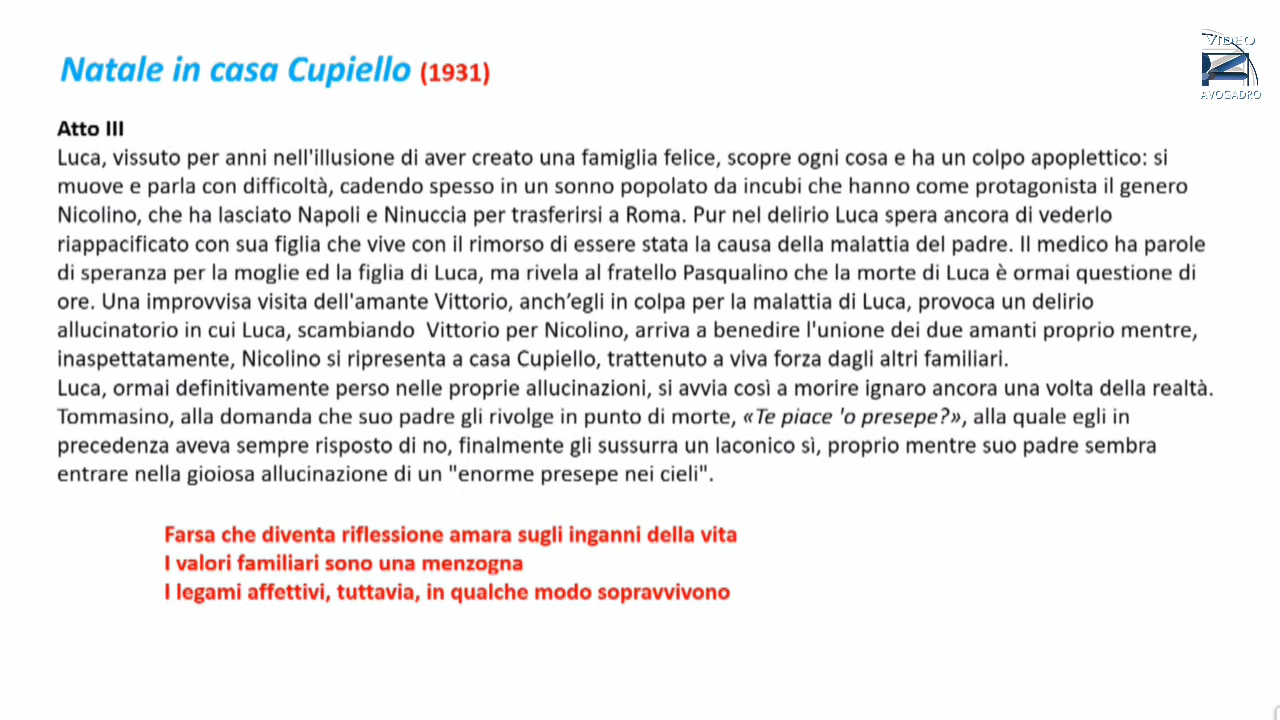 Natale in casa Cupiello (1931)
VIDEO
AVOGADRO
Atto III
Luca, vissuto per anni nell'illusione di aver creato una famiglia felice, scopre ogni cosa e ha un colpo apoplettico: si
muove e parla con difficoltà, cadendo spesso in un sonno popolato da incubi che hanno come protagonista il genero
Nicolino, che ha lasciato Napoli e Ninuccia per trasferirsi a Roma. Pur nel delirio Luca spera ancora di vederlo
riappacificato con sua figlia che vive con il rimorso di essere stata la causa della malattia del padre. Il medico ha parole
di speranza per la moglie ed la figlia di Luca, ma rivela al fratello Pasqualino che la morte di Luca è ormai questione di
ore. Una improvvisa visita dell'amante Vittorio, anch’egli in colpa per la malattia di Luca, provoca un delirio
allucinatorio in cui Luca, scambiando  Vittorio per Nicolino, arriva a benedire l'unione dei due amanti proprio mentre,
inaspettatamente, Nicolino si ripresenta a casa Cupiello, trattenuto a viva forza dagli altri familiari.
Luca, ormai definitivamente perso nelle proprie allucinazioni, si avvia così a morire ignaro ancora una volta della realtà.
Tommasino, alla domanda che suo padre gli rivolge in punto di morte, «Te piace 'o presepe?», alla quale egli in
precedenza aveva sempre risposto di no, finalmente gli sussurra un laconico sì, proprio mentre suo padre sembra
entrare nella gioiosa allucinazione di un "enorme presepe nei cieli".
Farsa che diventa riflessione amara sugli inganni della vita
I valori familiari sono una menzogna
I legami affettivi, tuttavia, in qualche modo sopravvivono